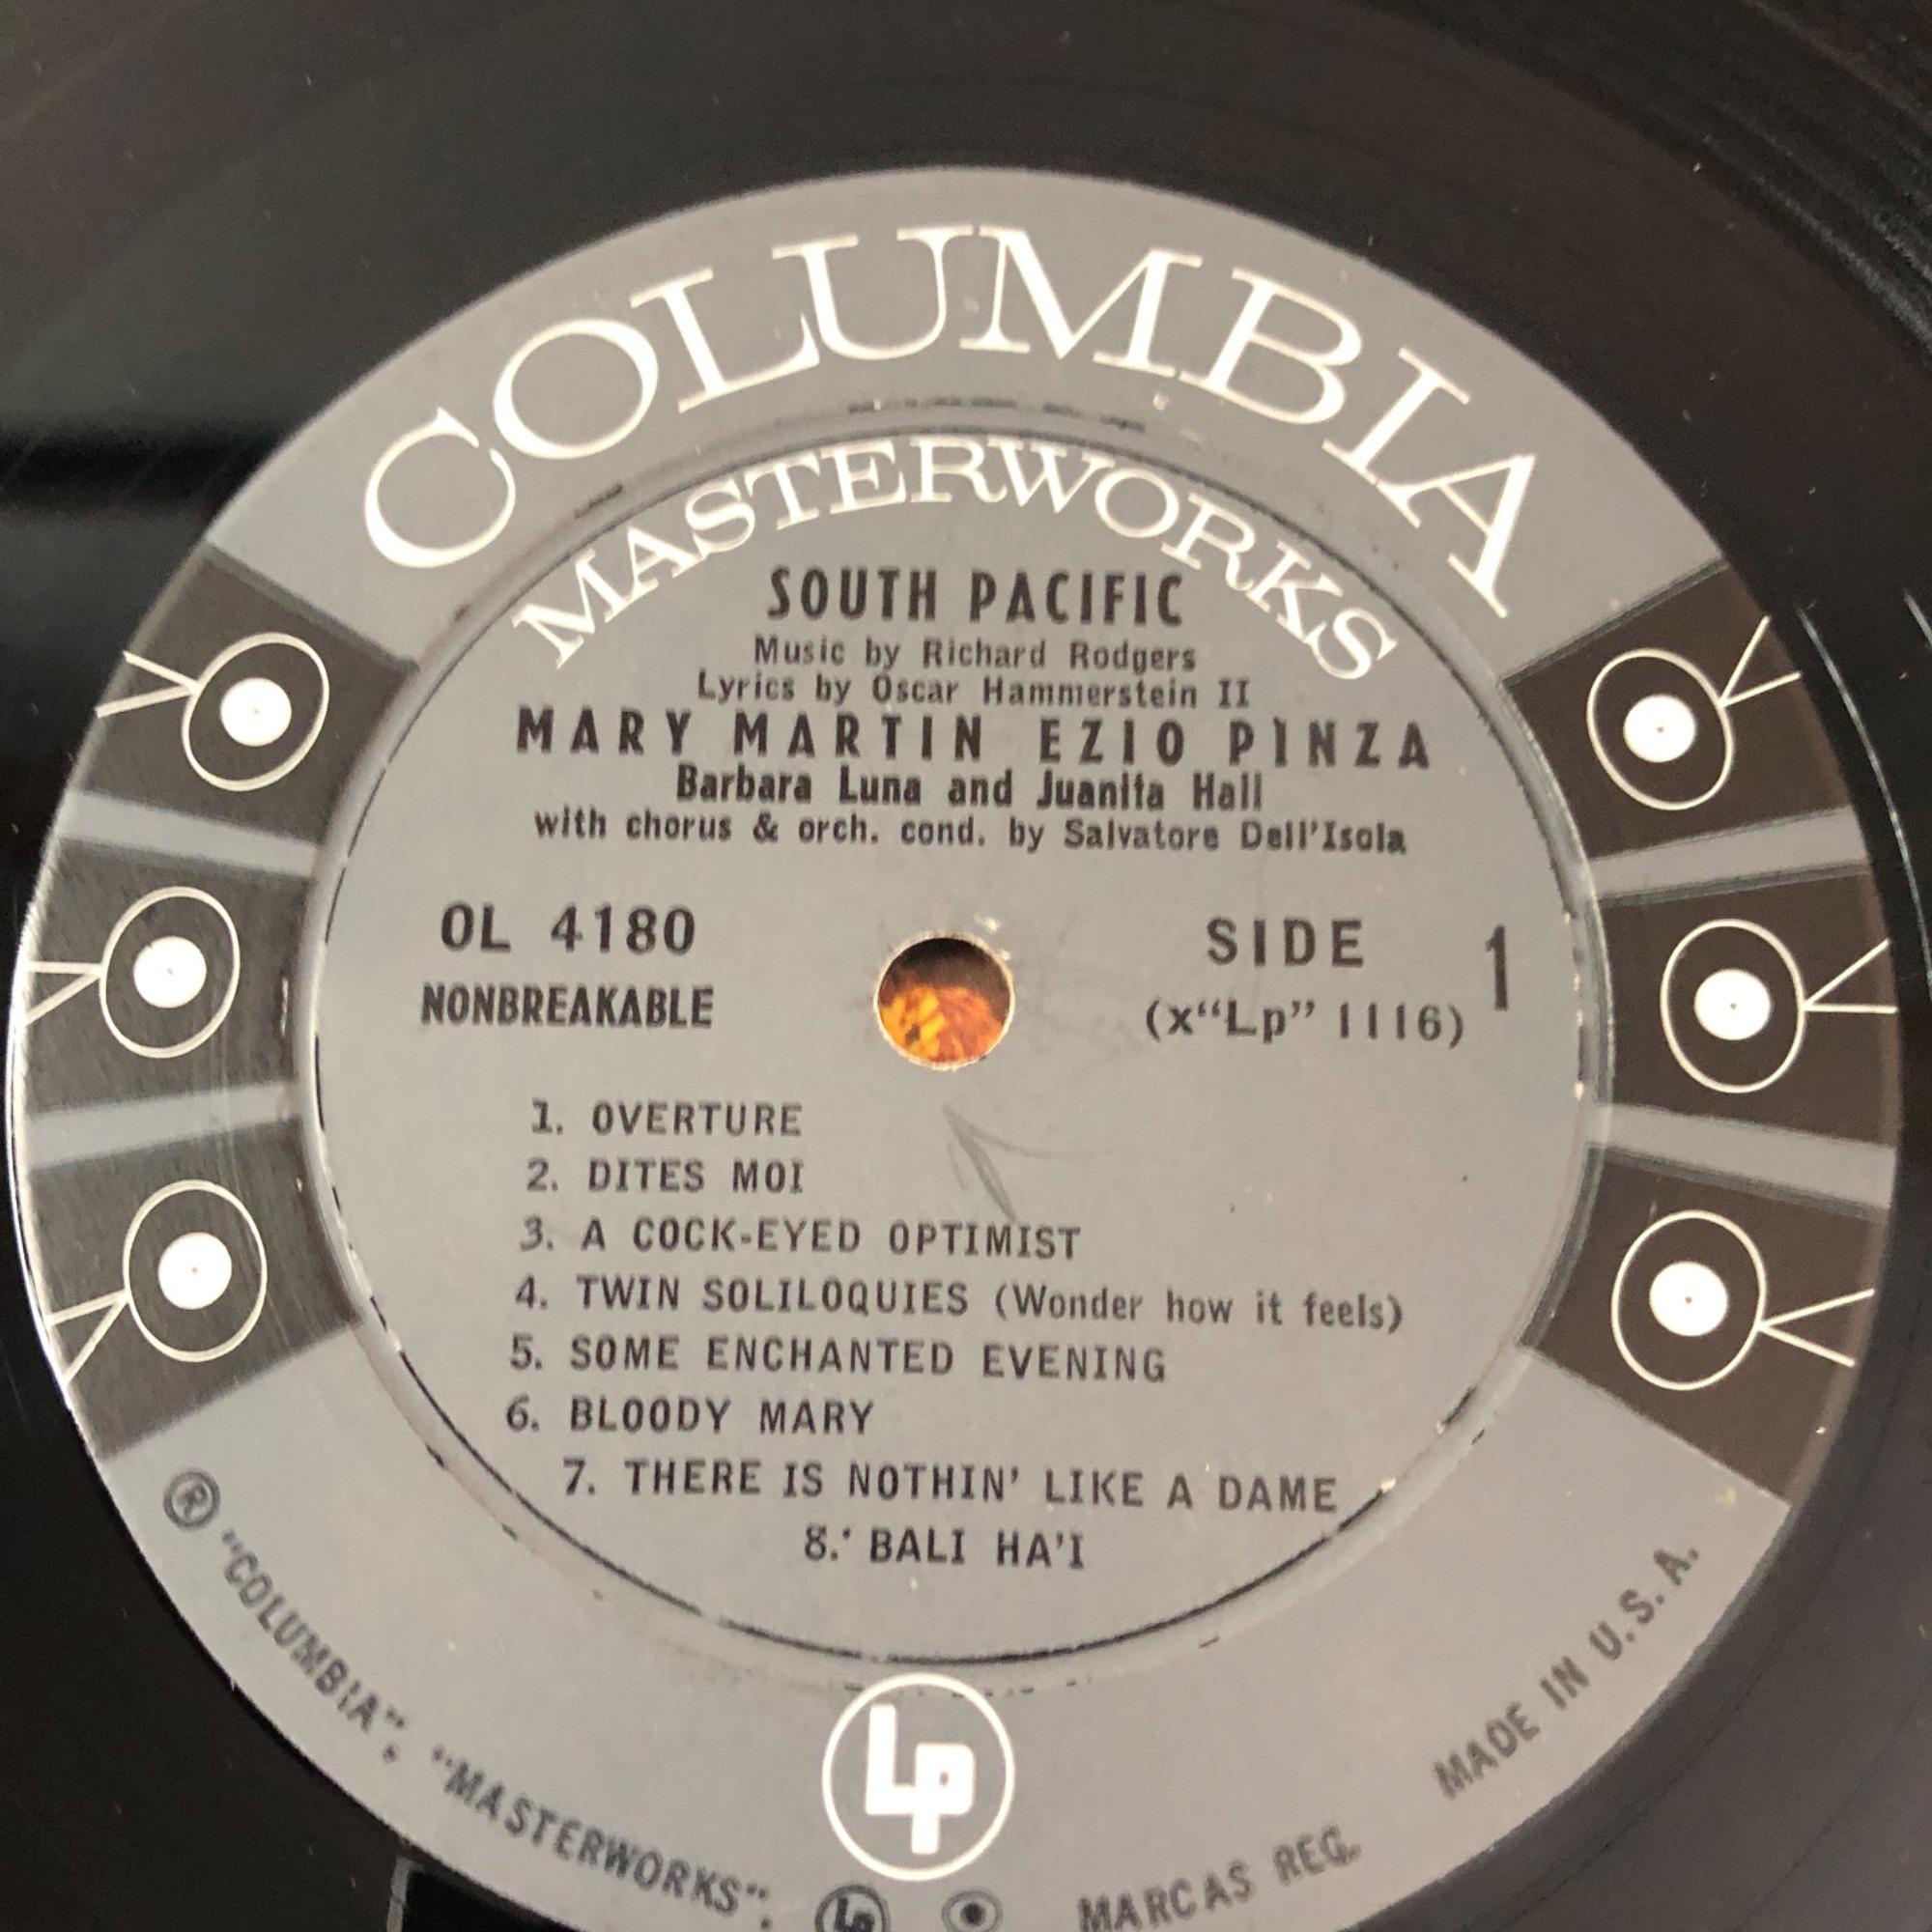 COLUMBIA
MASTERWORKS
SOUTH PACIFIC
Music by Richard Rodgers
Lyrics by Oscar Hammerstein II
MARY MARTIN EZIO PINZA
Barbara Luna and Juanita Hall
with chorus & orch. cond. by Salvatore Dell'Isola
OL 4180
NONBREAKABLE
SIDE 1
(x“Lp” 1116)
1. OVERTURE
2. DITES MOI
3. A COCK-EYED OPTIMIST
4. TWIN SOLILOQUIES (Wonder how it feels)
5. SOME ENCHANTED EVENING
6. BLOODY MARY
7. THERE IS NOTHIN' LIKE A DAME
8. BALI HA'I
Lp
® "COLUMBIA", "MASTERWORKS", Lp MARCAS REG. MADE IN U.S.A.